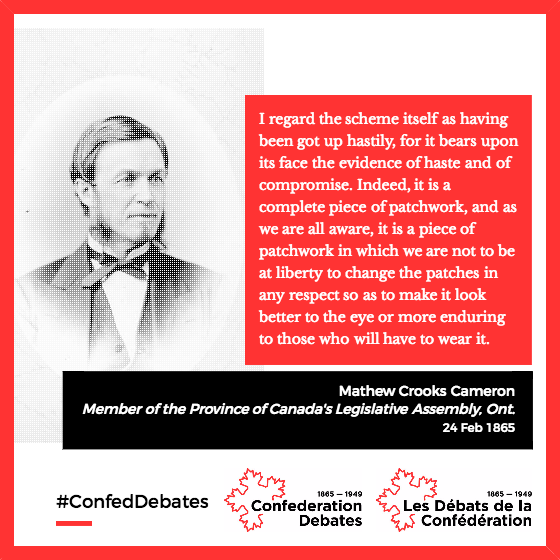 I regard the scheme itself as having
been got up hastily, for it bears upon
its face the evidence of haste and of
compromise. Indeed, it is a
complete piece of patchwork, and as
we are all aware, it is a piece of
patchwork in which we are not to be
at liberty to change the patches in
any respect so as to make it look
better to the eye or more enduring
to those who will have to wear it.
Mathew Crooks Cameron
Member of the Province of Canada's Legislative Assembly, Ont.
24 Feb 1865
#ConfedDebates
1865 — 1949
Confederation
Debates
1865 — 1949
Les Débats de la
Confédération